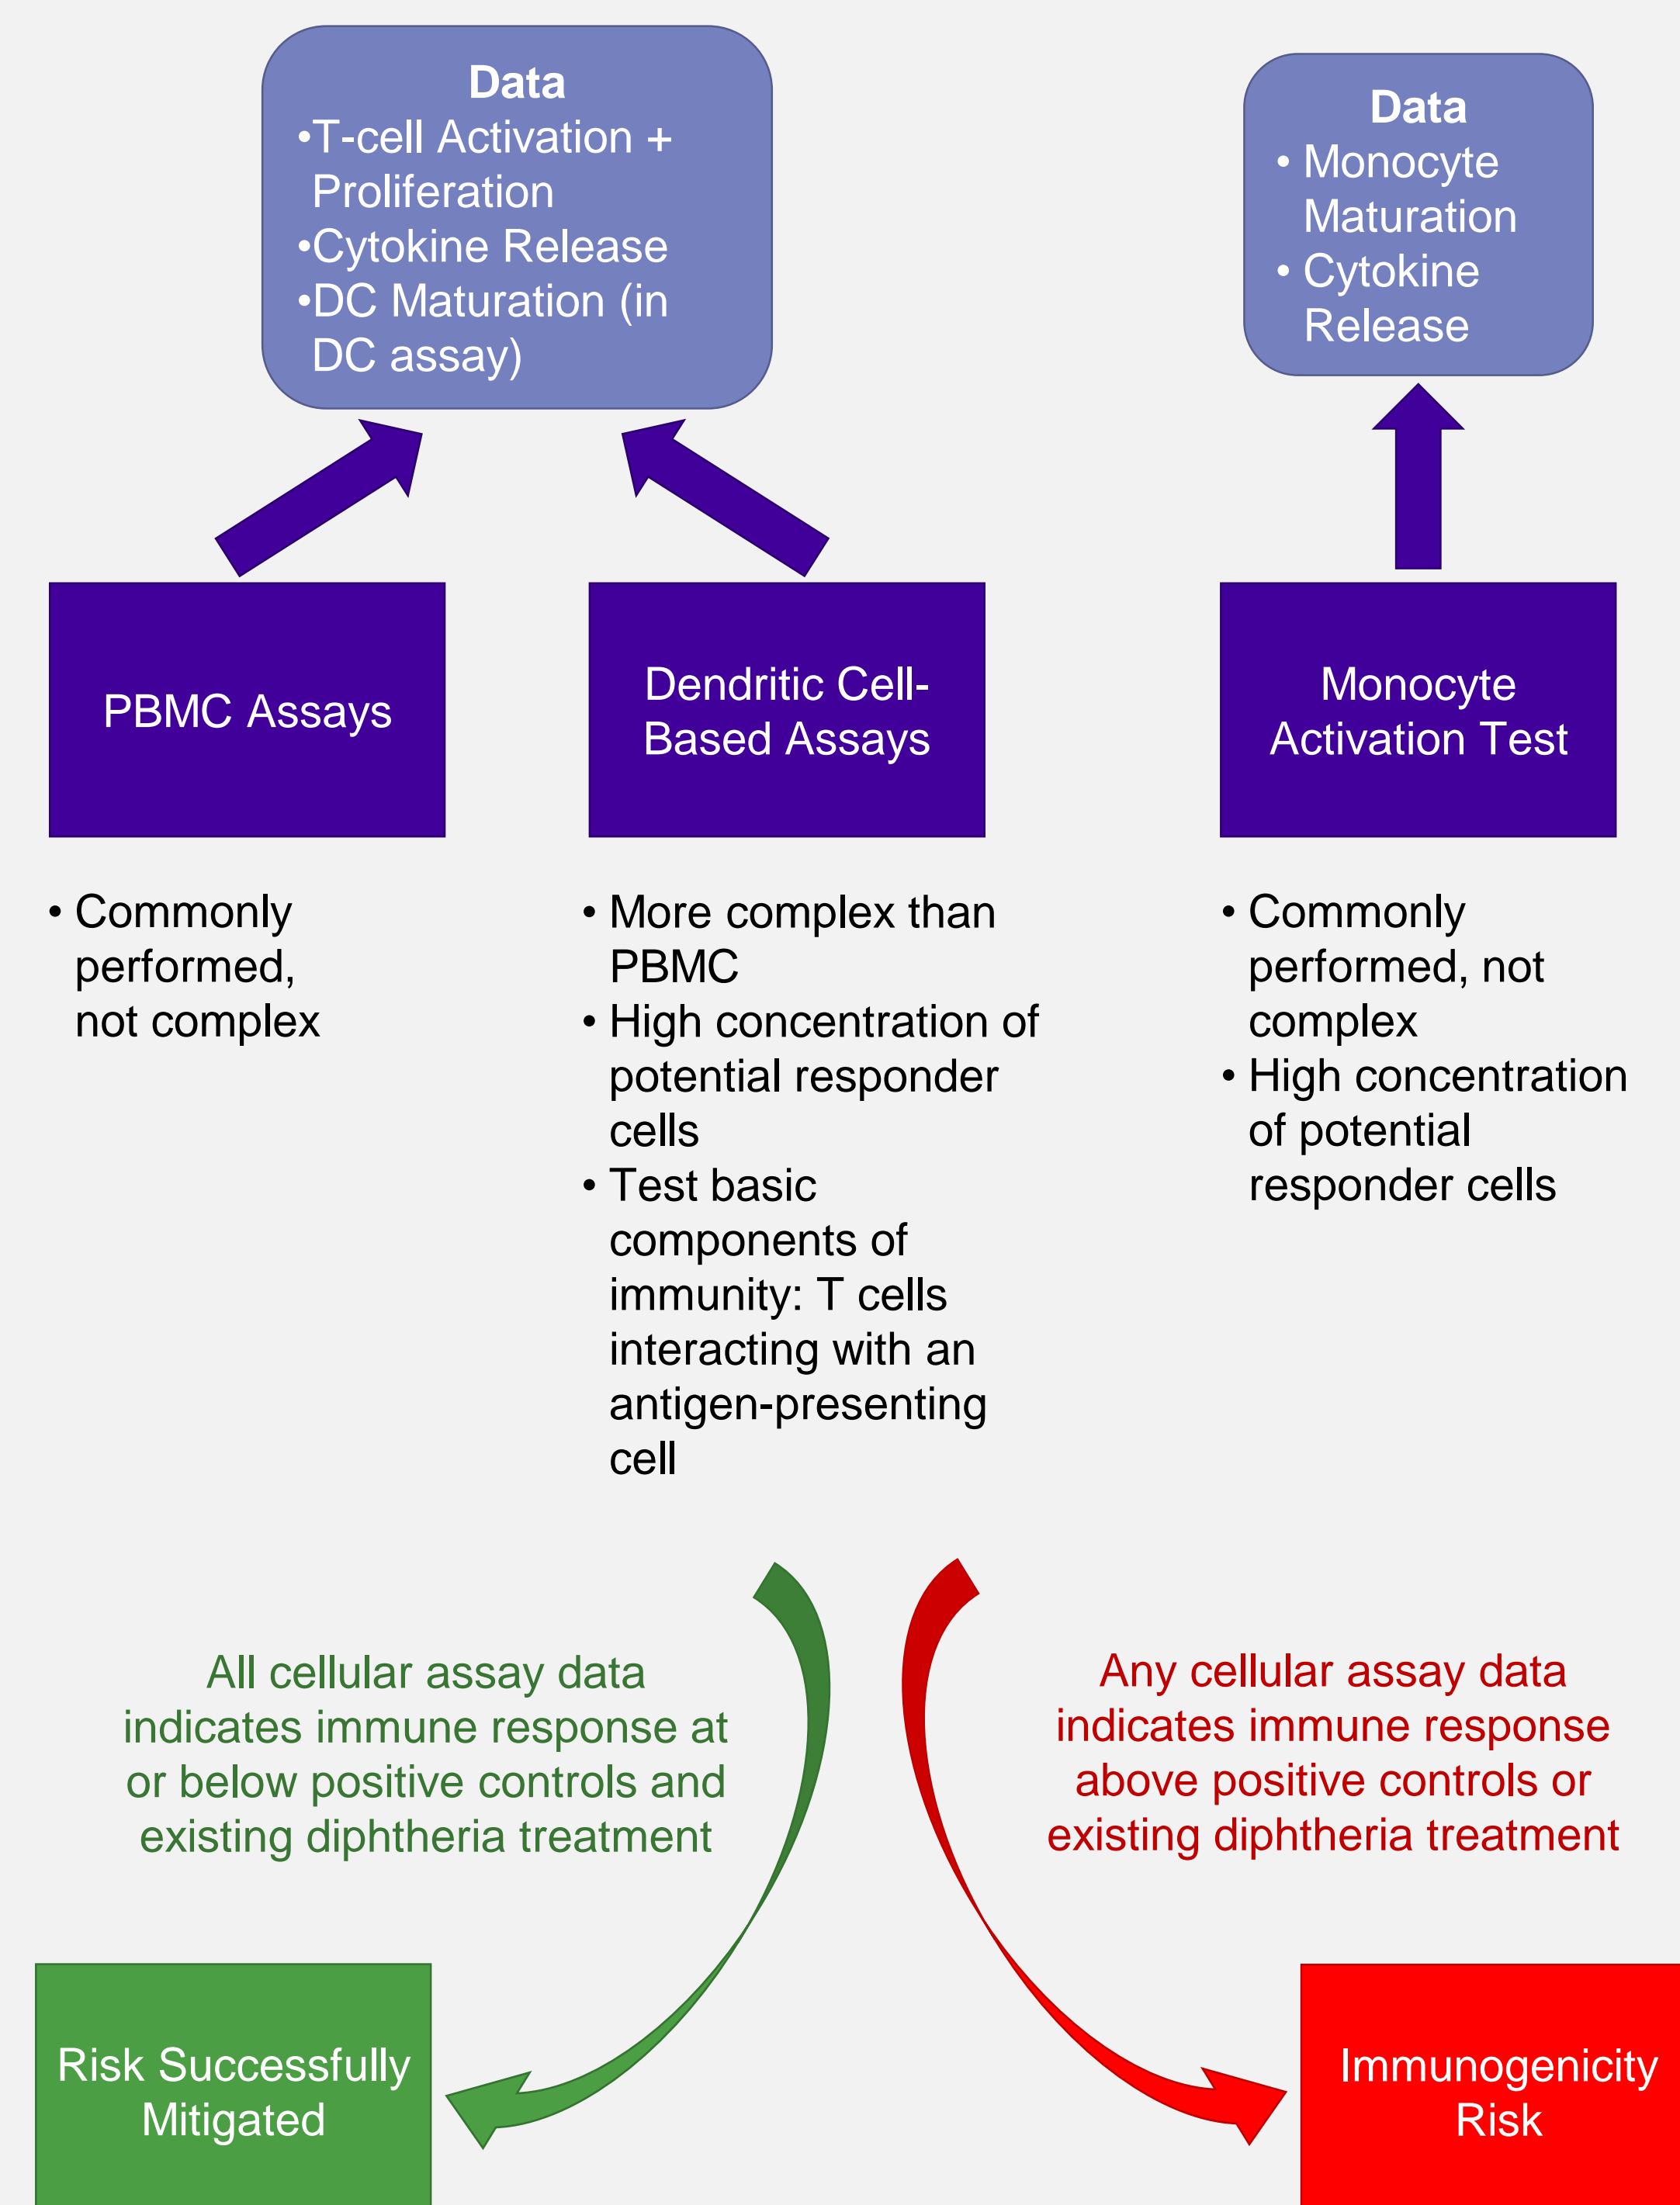 Data
•T-cell Activation +
Proliferation
•Cytokine Release
•DC Maturation (in
DC assay)
Data
• Monocyte
Maturation
• Cytokine
Release
PBMC Assays
Dendritic Cell-
Based Assays
Monocyte
Activation Test
• Commonly
performed,
not complex
• More complex than
PBMC
• High concentration of
potential responder
cells
• Test basic
components of
immunity: T cells
interacting with an
antigen-presenting
cell
• Commonly
performed, not
complex
• High concentration
of potential
responder cells
All cellular assay data
indicates immune response at
or below positive controls and
existing diphtheria treatment
Any cellular assay data
indicates immune response
above positive controls or
existing diphtheria treatment
Risk Successfully
Mitigated
Immunogenicity
Risk